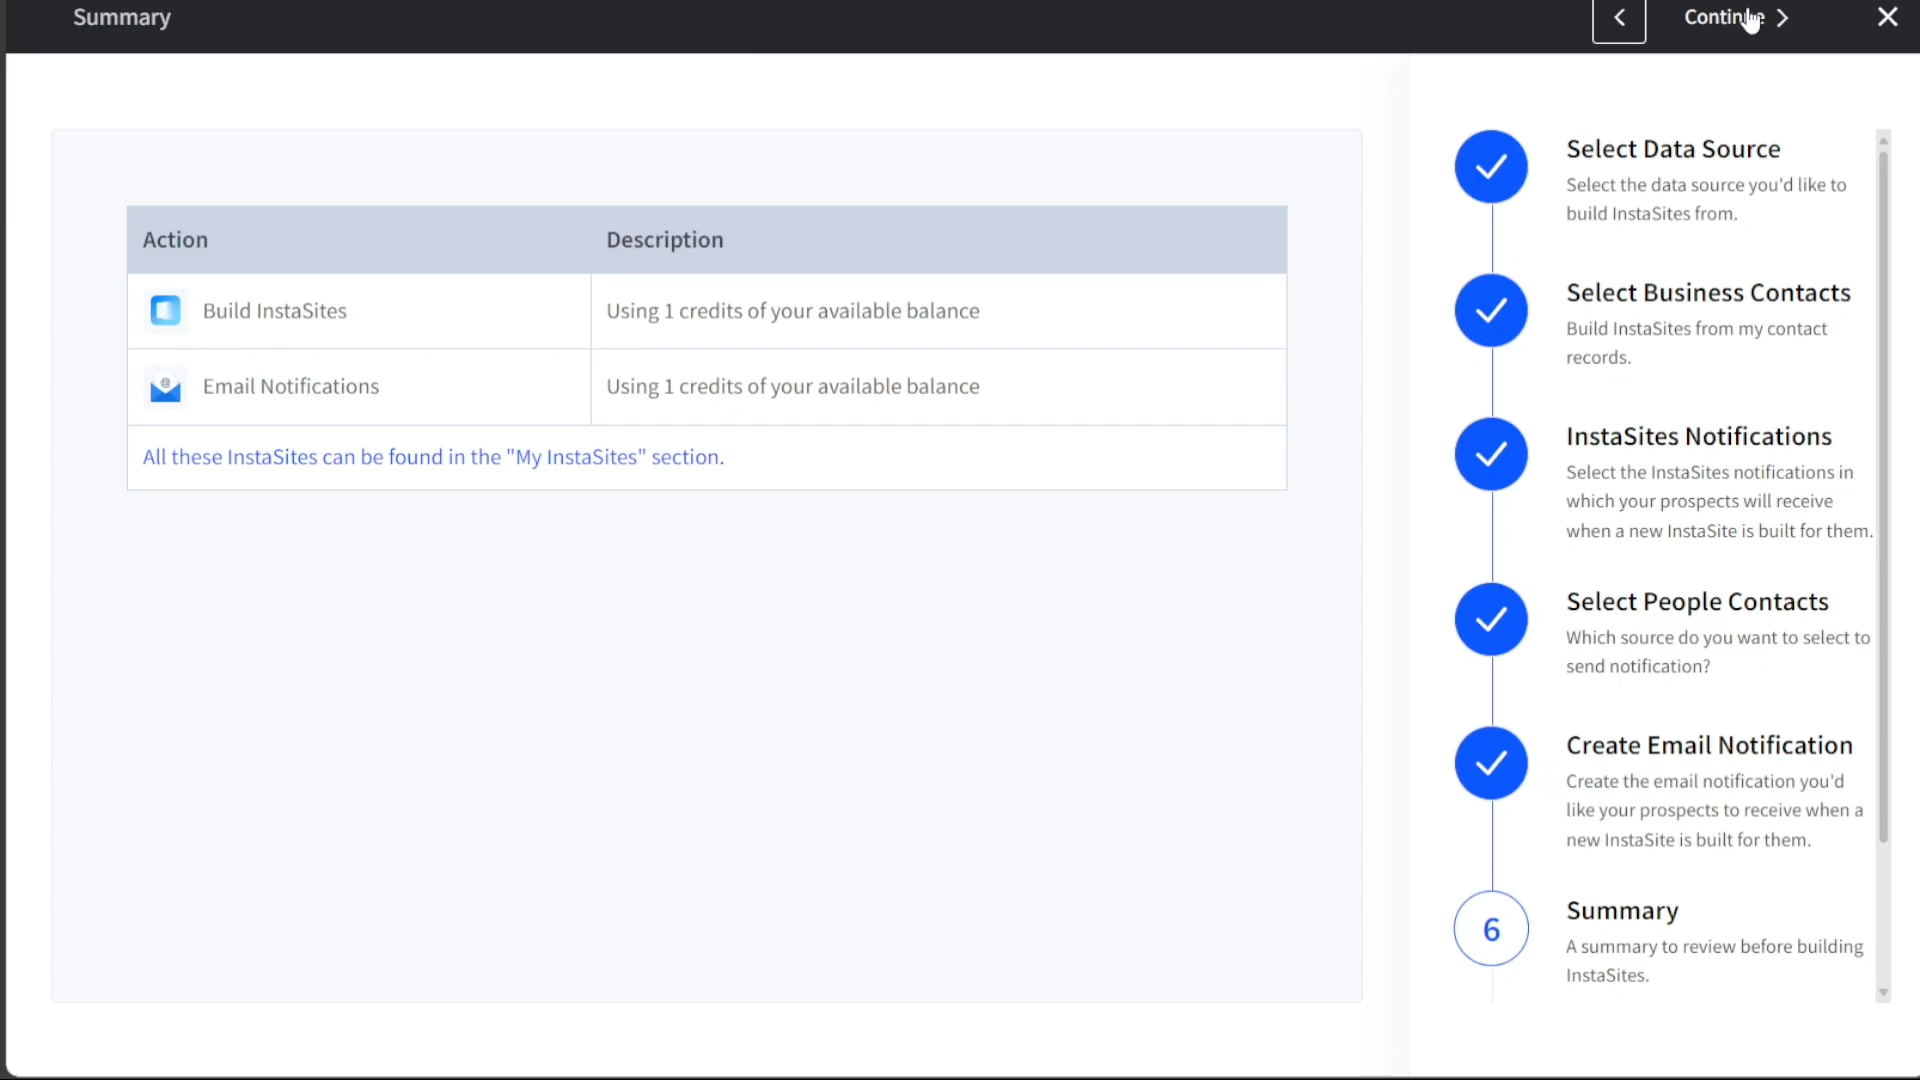 Summary
Continue
Action
Description
Build InstaSites
Using 1 credits of your available balance
Email Notifications
Using 1 credits of your available balance
All these InstaSites can be found in the "My InstaSites" section.
Select Data Source
Select the data source you'd like to
build InstaSites from.
Select Business Contacts
Build InstaSites from my contact
records.
InstaSites Notifications
Select the InstaSites notifications in
which your prospects will receive
when a new InstaSite is built for them.
Select People Contacts
Which source do you want to select to
send notification?
Create Email Notification
Create the email notification you'd
like your prospects to receive when a
new InstaSite is built for them.
6
Summary
A summary to review before building
InstaSites.